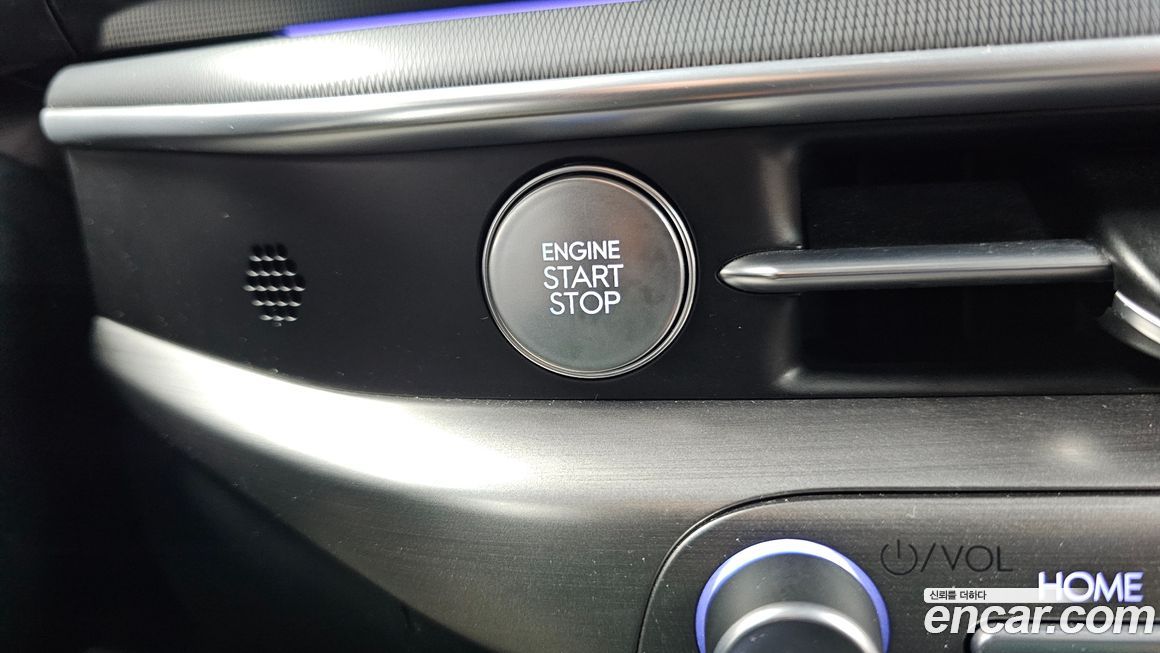 ENGINE
START
STOP
/VOL
HOME
신뢰를 더하다
encar.com